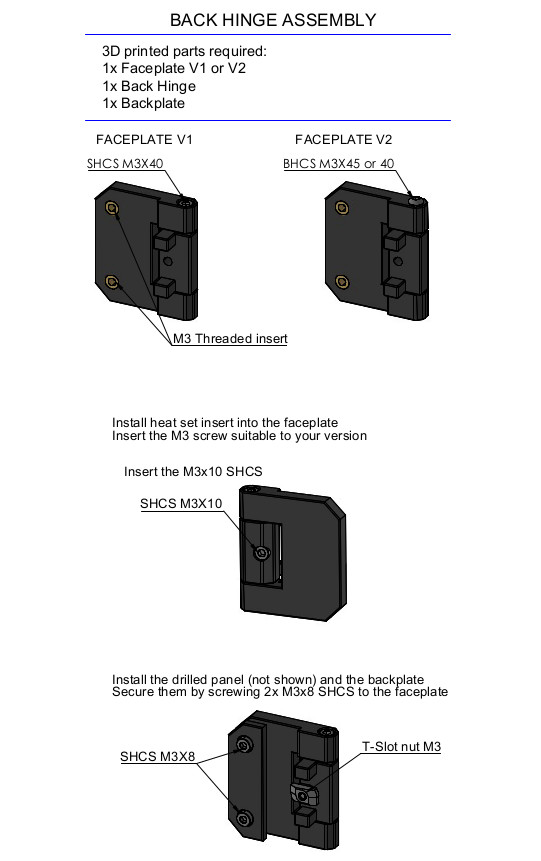 BACK HINGE ASSEMBLY
3D printed parts required:
1x Faceplate V1 or V2
1x Back Hinge
1x Backplate
FACEPLATE V1
FACEPLATE V2
SHCS M3X40
BHCS M3X45 or 40
M3 Threaded insert
Install heat set insert into the faceplate
Insert the M3 screw suitable to your version
Insert the M3x10 SHCS
SHCS M3X10
Install the drilled panel (not shown) and the backplate
Secure them by screwing 2x M3x8 SHCS to the faceplate
T-Slot nut M3
SHCS M3X8